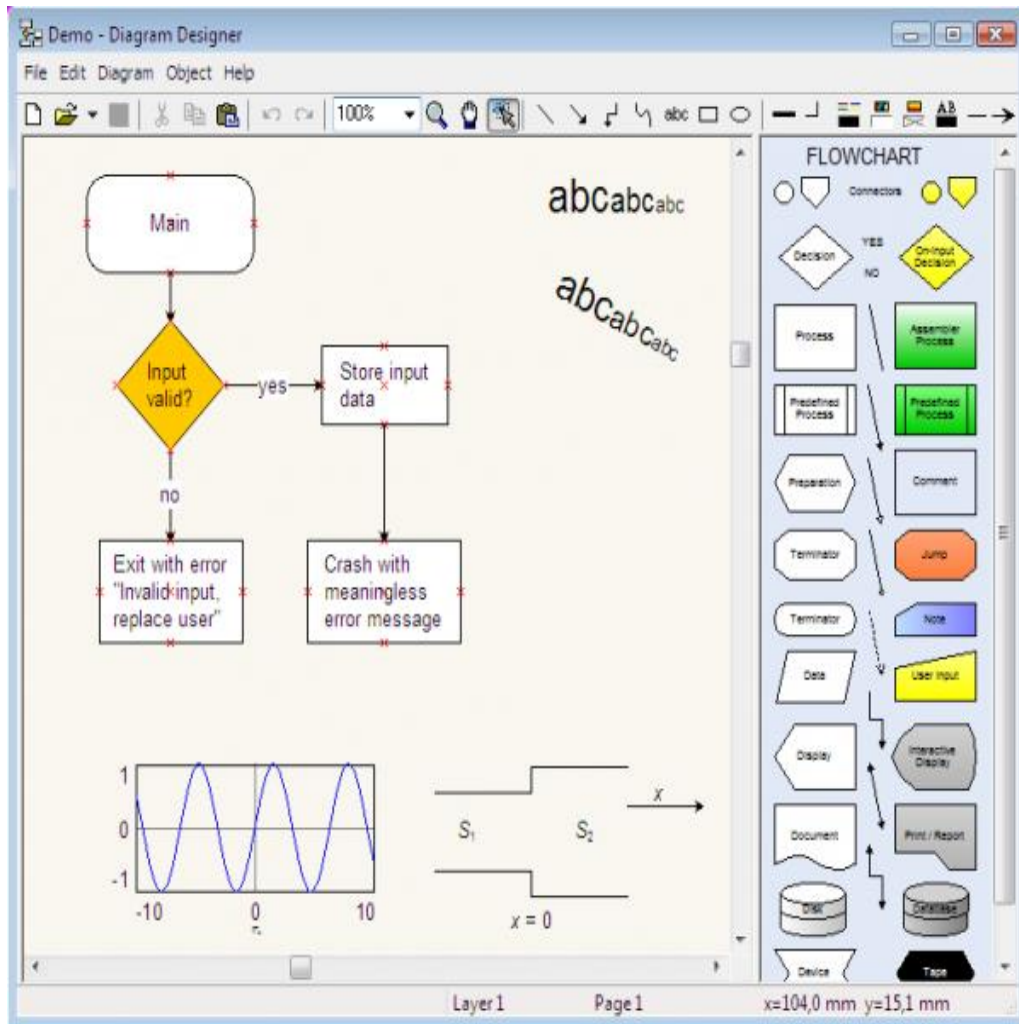 Demo - Diagram Designer
File Edit Diagram Object Help
100%
abc
AB
Main
Input
valid?
yes
Store input
data
no
Exit with error
"Invalid input,
replace user"
Crash with
meaningless
error message
abcabcabc
abcabcabc
1
0
-1
-10
0
10
S1
S2
x
x = 0
FLOWCHART
Connectors
Decision
YES
NO
On-Input
Decision
Process
Assembler
Process
Predefined
Process
Predefined
Process
Preparation
Comment
Terminator
Jump
Terminator
Note
Data
User Input
Display
Interactive
Display
Document
Print / Report
Disk
Database
Device
Tape
Layer 1 Page 1 x=104,0 mm y=15,1 mm